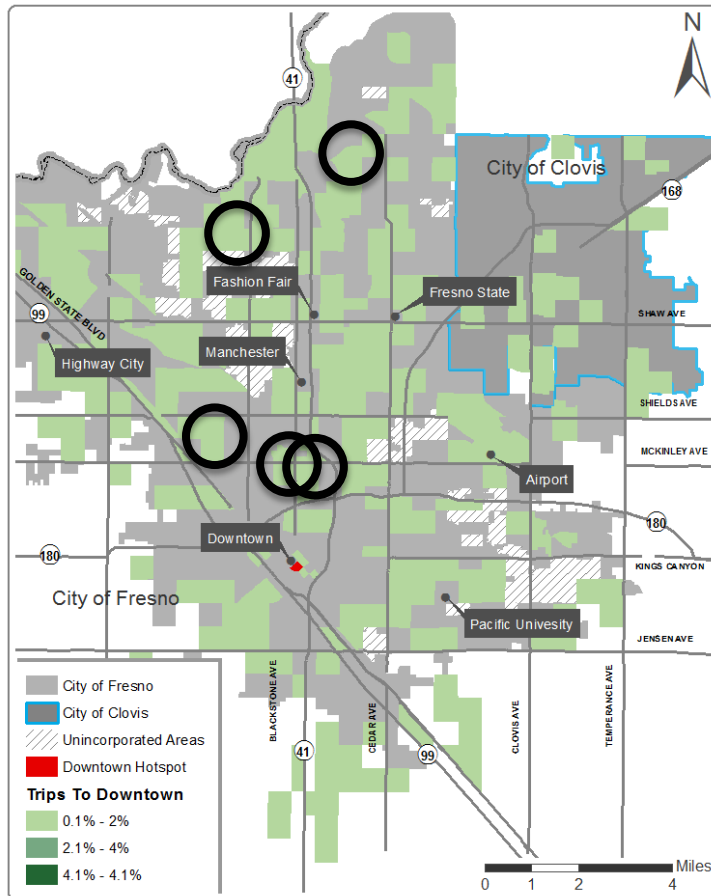 N
41
City of Clovis
168
GOLDEN STATE BLVD
99
Fashion Fair
Fresno State
SHAW AVE
Highway City
Manchester
SHIELDS AVE
MCKINLEY AVE
Airport
Downtown
180
180
KINGS CANYON
City of Fresno
Pacific Univesity
JENSEN AVE
BLACKSTONE AVE
CEDAR AVE
CLOVIS AVE
TEMPERANCE AVE
41
99
City of Fresno
City of Clovis
Unincorporated Areas
Downtown Hotspot
Trips To Downtown
0.1% - 2%
2.1% - 4%
4.1% - 4.1%
Miles
0 1 2 4